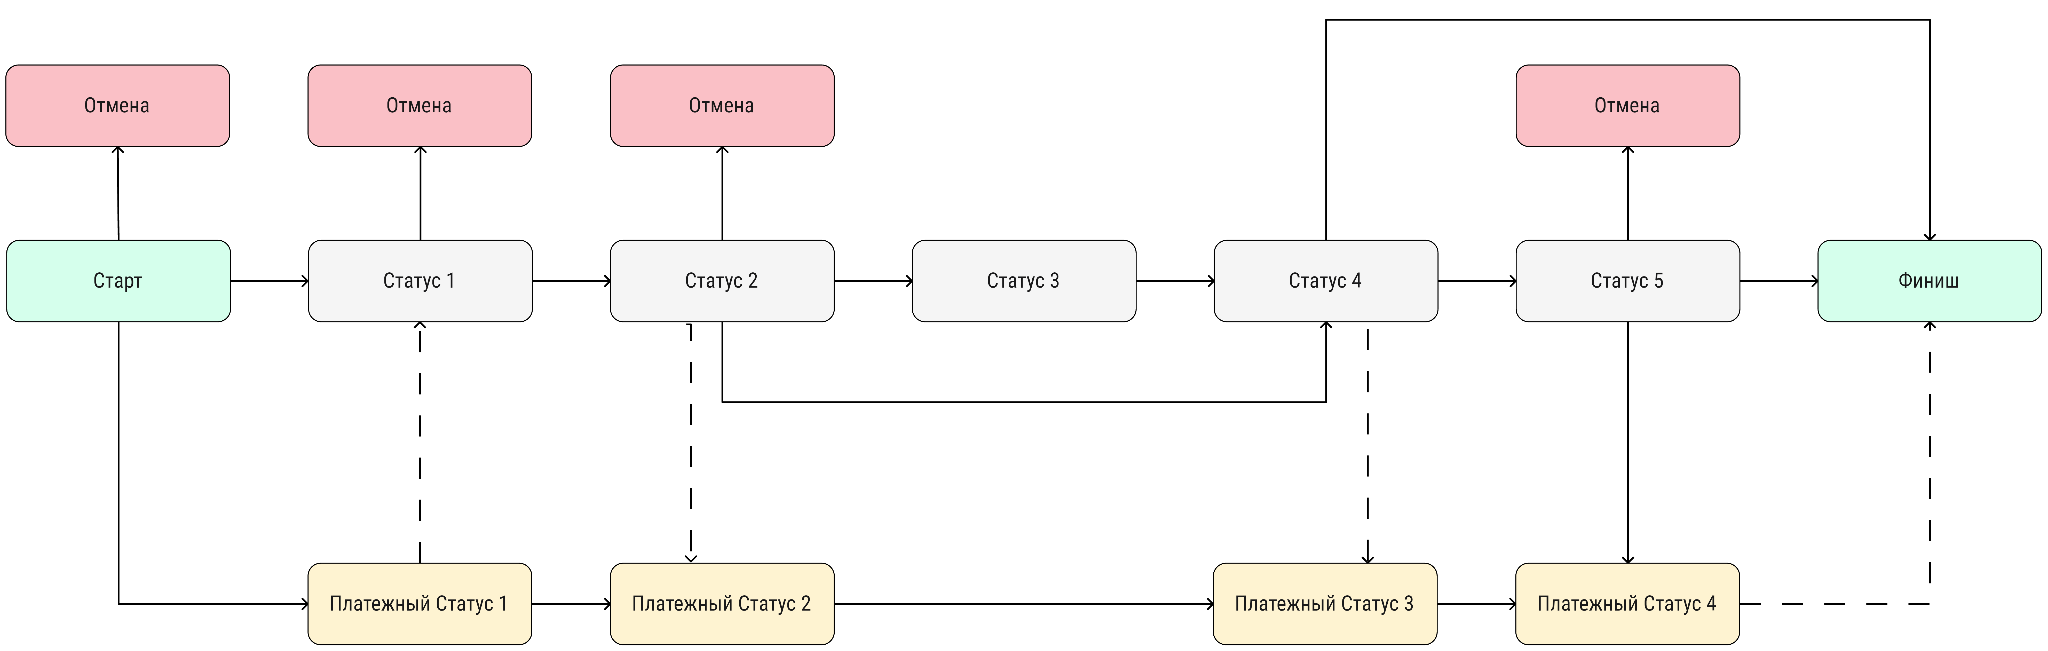 Отмена
Отмена
Отмена
Отмена
Старт
Статус 1
Статус 2
Статус 3
Статус 4
Статус 5
Финиш
Платежный Статус 1
Платежный Статус 2
Платежный Статус 3
Платежный Статус 4